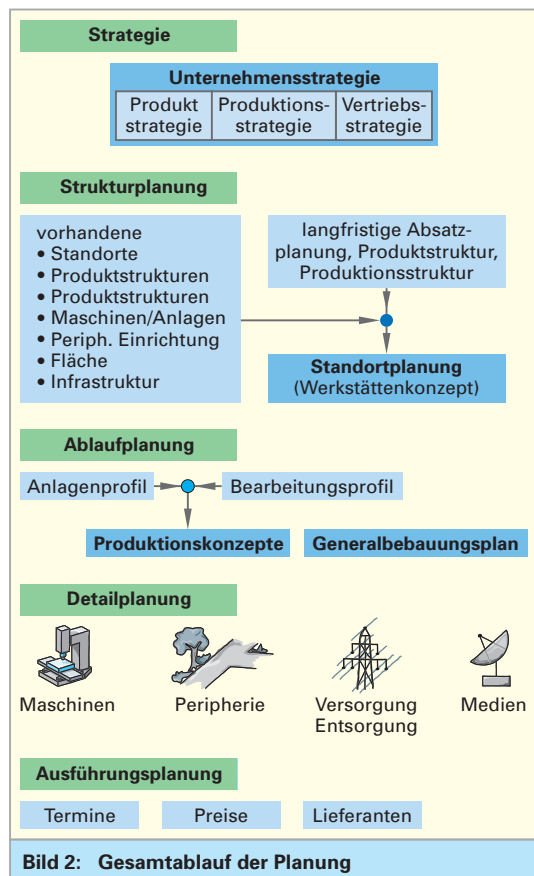 Strategie
Unternehmensstrategie
Produkt
strategie
Produktions-
strategie
Vertriebs-
strategie
Strukturplanung
vorhandene
• Standorte
• Produktstrukturen
• Produktstrukturen
• Maschinen/Anlagen
• Periph. Einrichtung
• Fläche
• Infrastruktur
langfristige Absatz-
planung, Produktstruktur,
Produktionsstruktur
Standortplanung
(Werkstättenkonzept)
Ablaufplanung
Anlagenprofil
Bearbeitungsprofil
Produktionskonzepte
Generalbebauungsplan
Detailplanung
Maschinen
Peripherie
Versorgung
Entsorgung
Medien
Ausführungsplanung
Termine
Preise
Lieferanten
Bild 2: Gesamtablauf der Planung